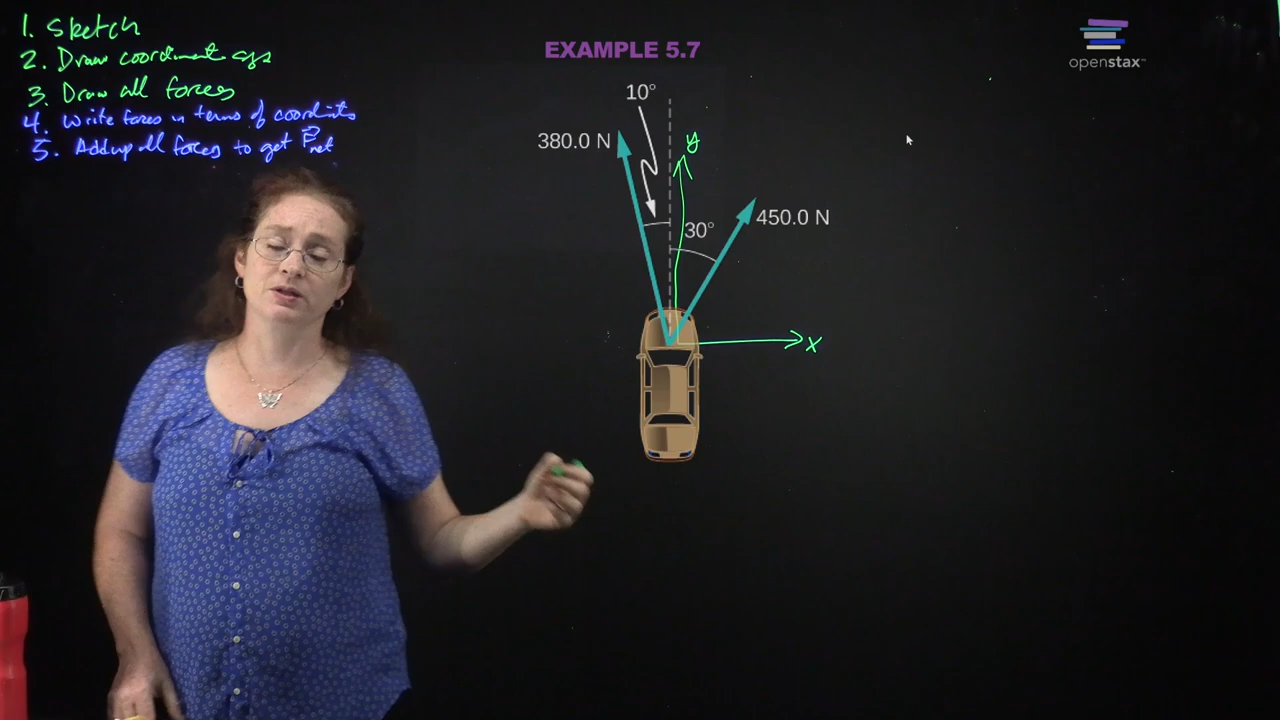 1. Sketch
2. Draw coordinate sys
3. Draw all forces
4. Write forces in terms of coordinates
5. Add up all forces to get F net
EXAMPLE 5.7
openstax™
10°
380.0 N
y
30°
450.0 N
x